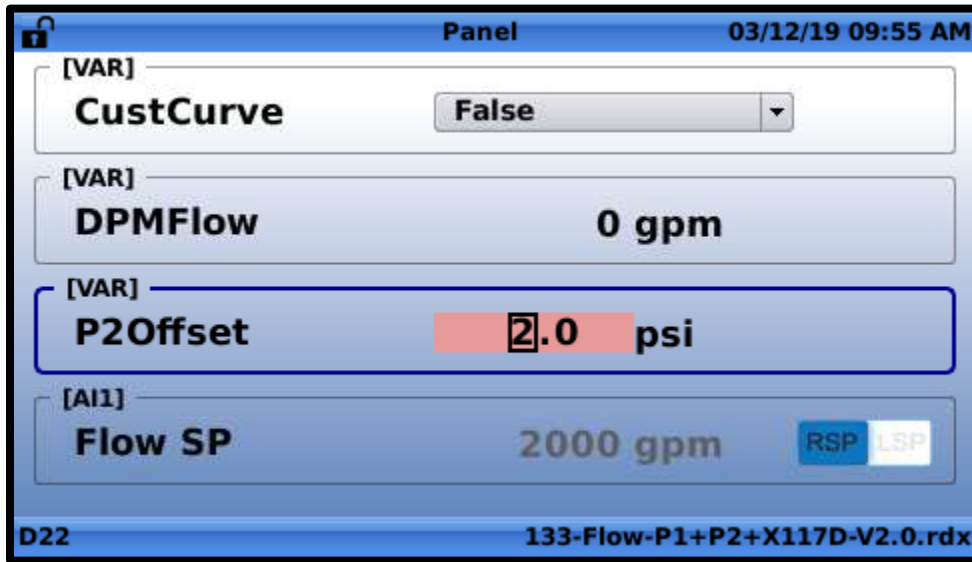 Panel 03/12/19 09:55 AM
[VAR]
CustCurve False
[VAR]
DPMFlow 0 gpm
[VAR]
P2Offset 2.0 psi
[AI1]
Flow SP 2000 gpm RSP LSP
D22 133-Flow-P1+P2+X117D-V2.0.rdx